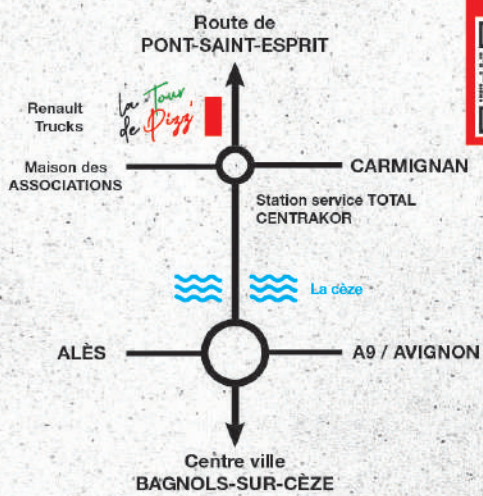 Route de
PONT-SAINT-ESPRIT
Renault
Trucks
la Tour
de Pizz'
Maison des
ASSOCIATIONS
CARMIGNAN
Station service TOTAL
CENTRAKOR
La cèze
ALÈS
A9 / AVIGNON
Centre ville
BAGNOLS-SUR-CÈZE